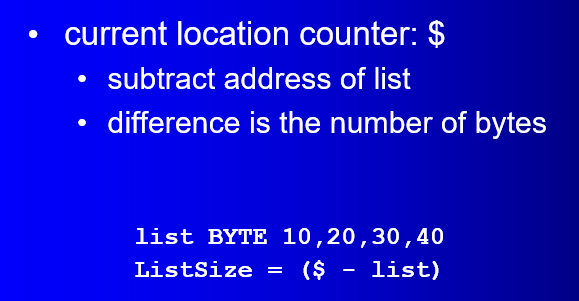 • current location counter: $
• subtract address of list
• difference is the number of bytes
list BYTE 10,20,30,40
ListSize = ($ - list)